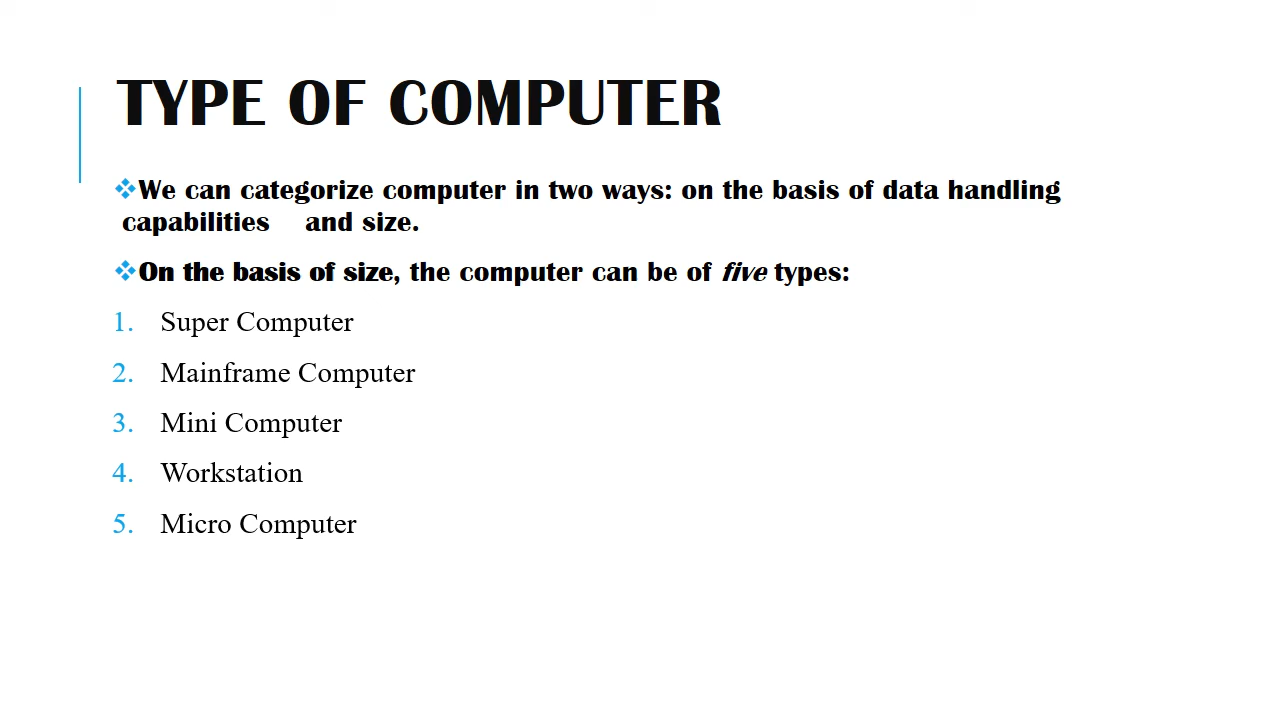 TYPE OF COMPUTER
❖We can categorize computer in two ways: on the basis of data handling
capabilities and size.
❖On the basis of size, the computer can be of five types:
1. Super Computer
2. Mainframe Computer
3. Mini Computer
4. Workstation
5. Micro Computer